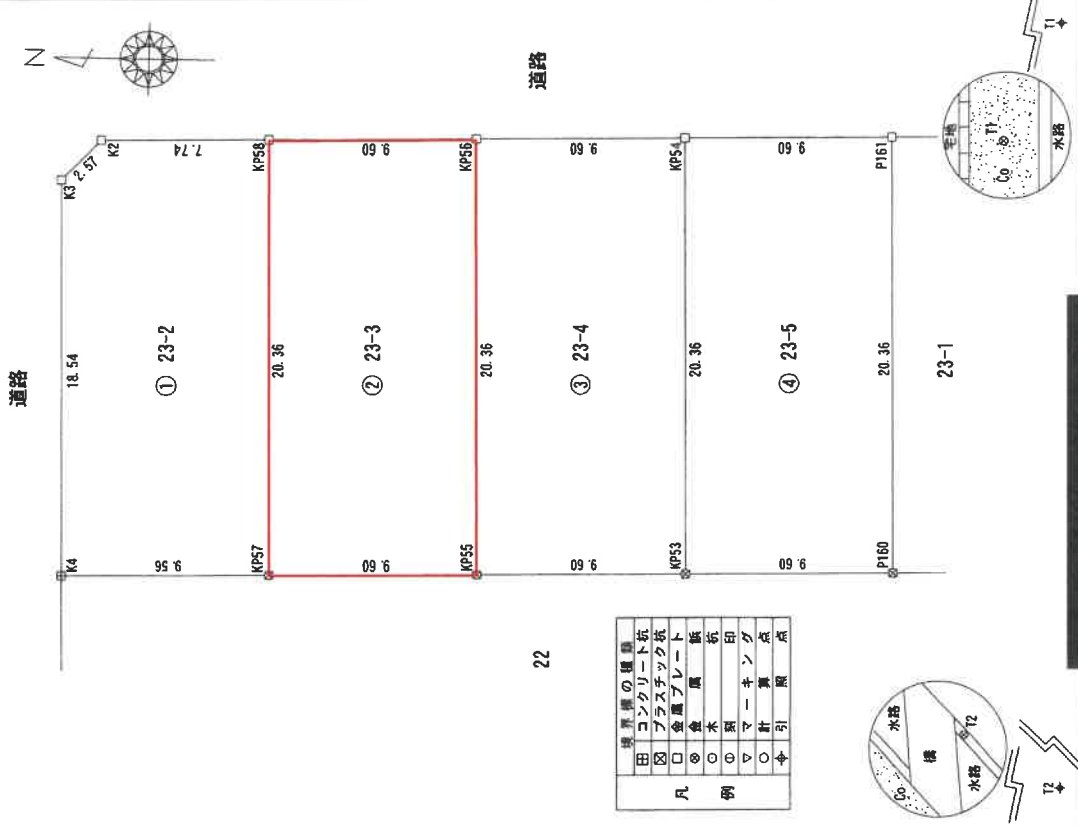 N
道路
道路
K4
18.54
K3
2.57
K2
7.74
9.56
① 23-2
KP57
20.36
KP58
9.60
② 23-3
9.60
KP55
20.36
KP56
9.60
③ 23-4
9.60
KP53
20.36
KP54
9.60
④ 23-5
9.60
P160
20.36
P161
23-1
22
凡例
境界標の種類
田 コンクリート杭
プラスチック杭
□ 金属プレート
⊗ 金属鋲
木杭
刻印
▽ マーキング
○ 計算点
引照点
宅地
T1
Co
水路
T1
水路
Co
橋
T2
水路
T2